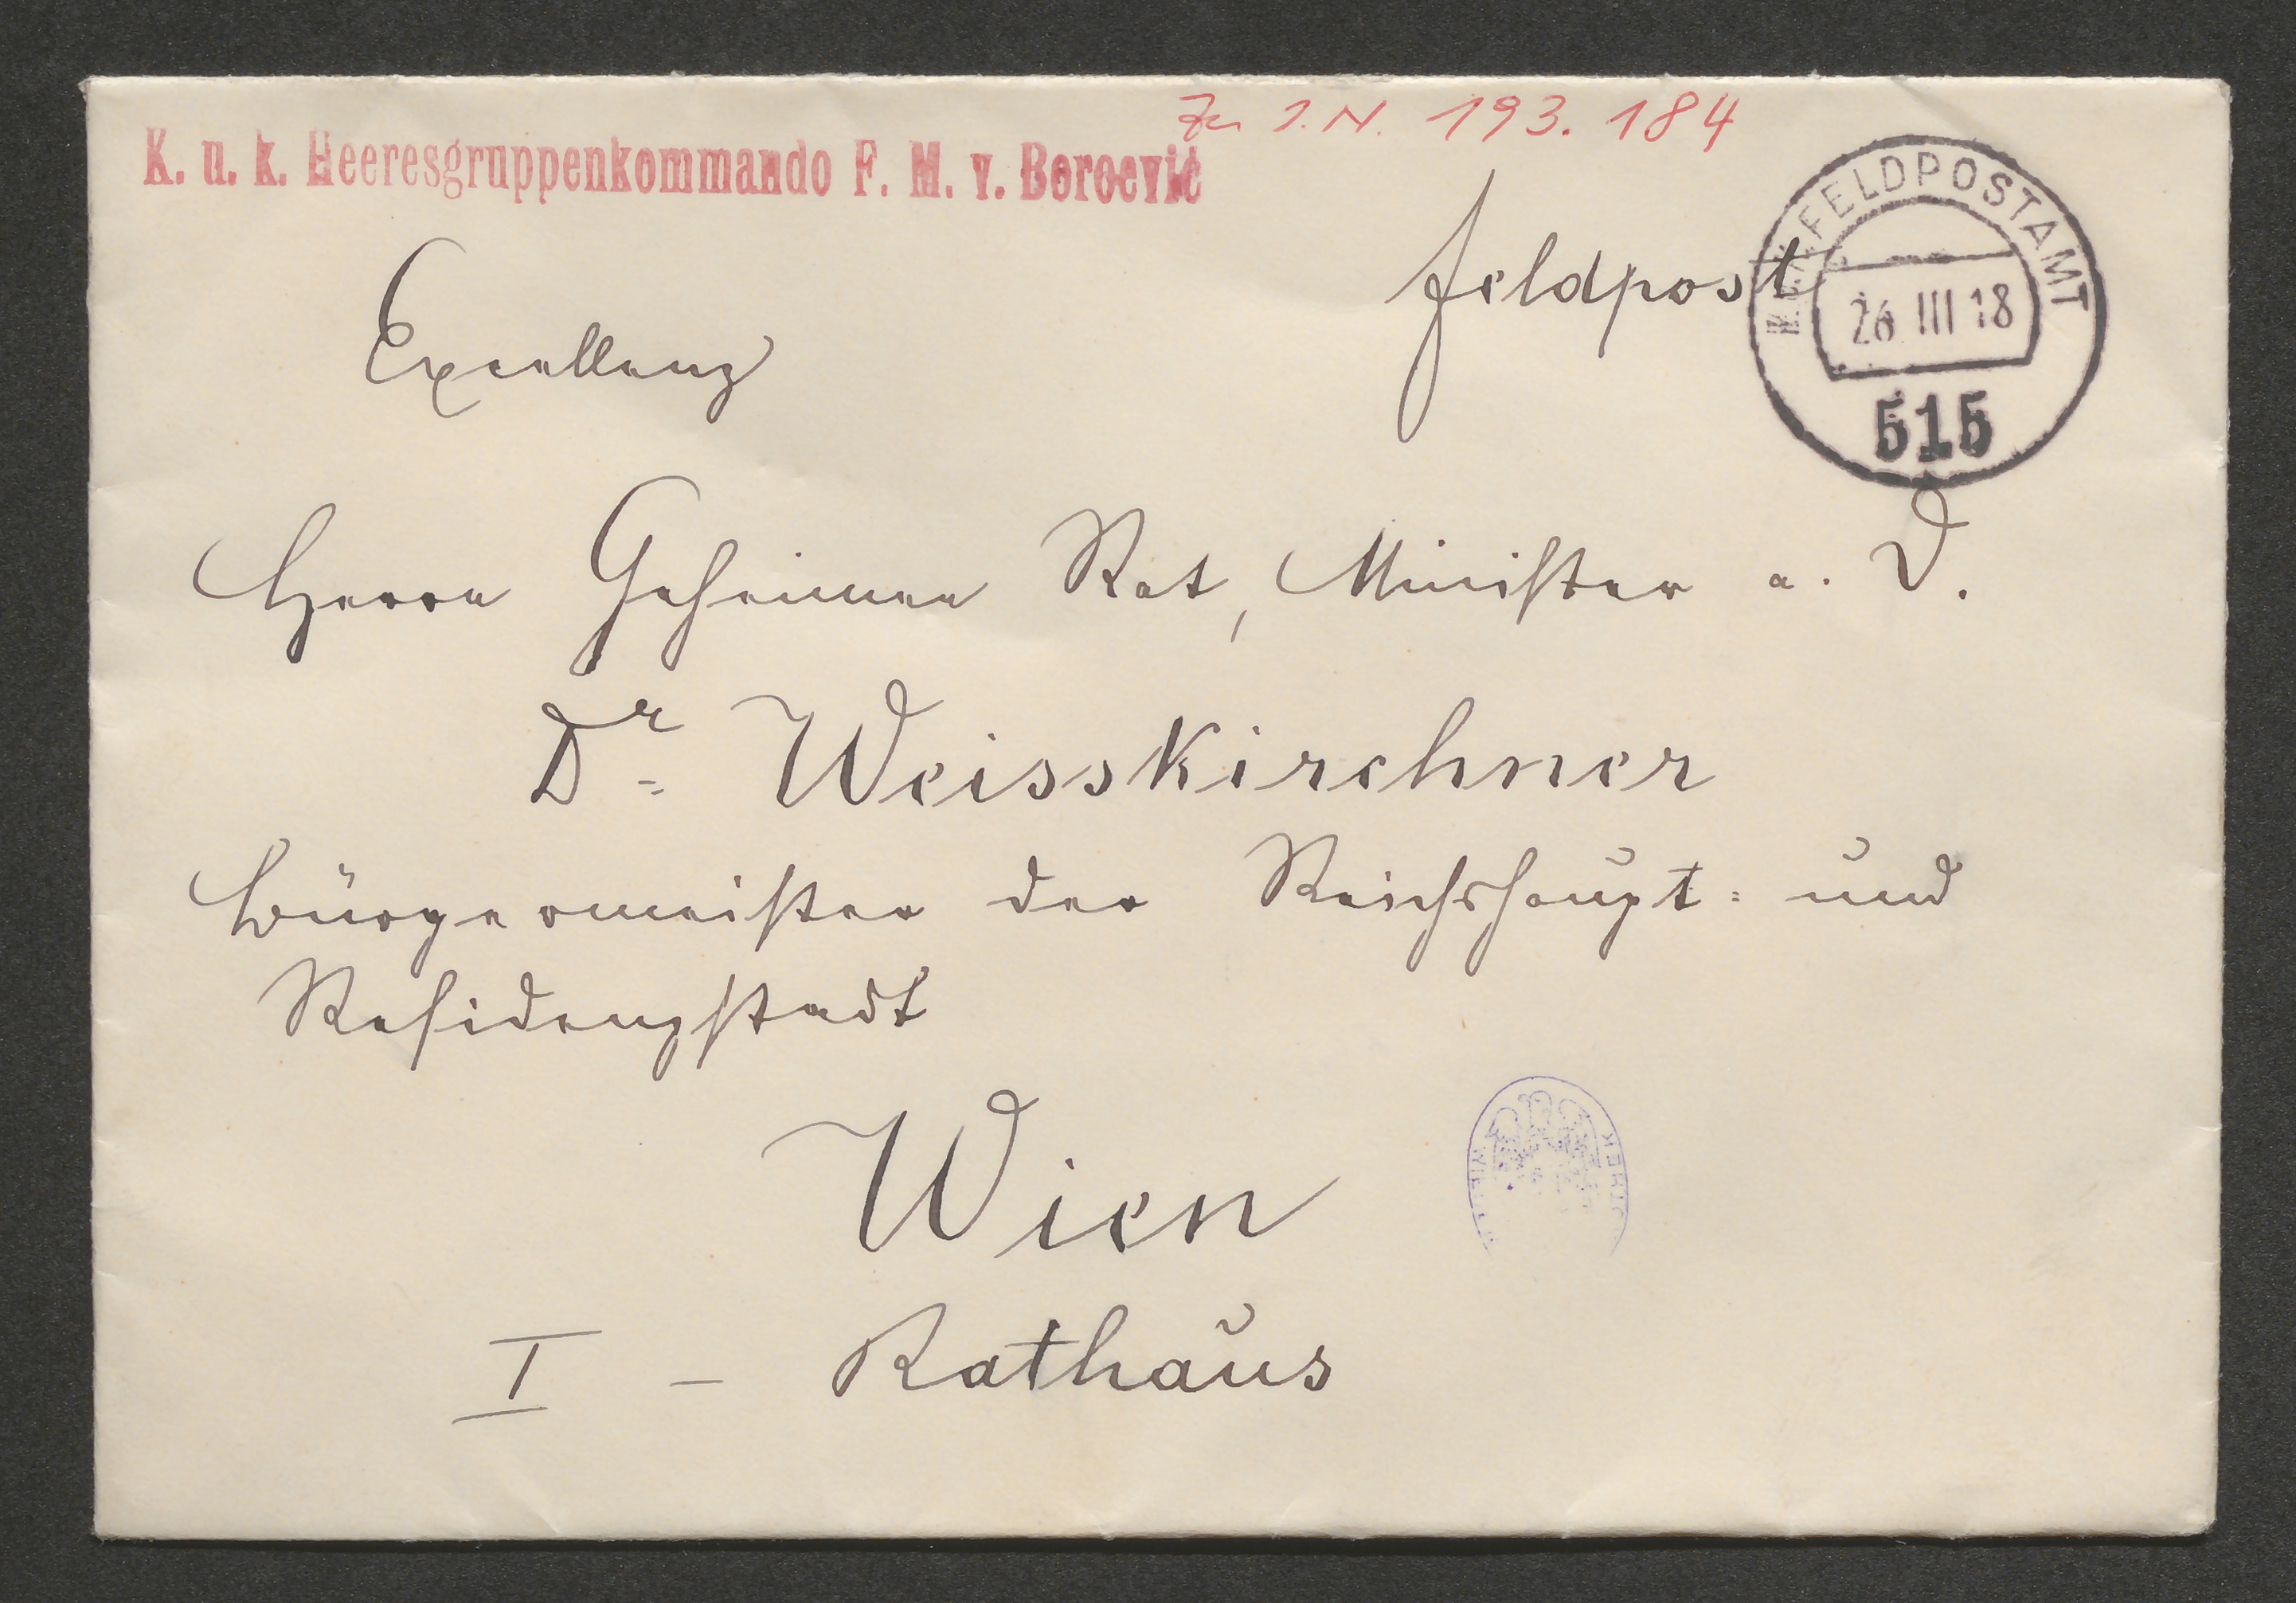 Zu I.N. 193.184
K. u. k. Heeresgruppenkommando F. M. v. Boroević
K.u.K. FELDPOSTAMT
26 III 18
515
Feldpost
Excellenz
Herrn Geheimen Rat, Minister a. D.
Dr. Weisskirchner
Bürgermeister der Reichshaupt= und
Residenzstadt
Wien
I – Rathaus